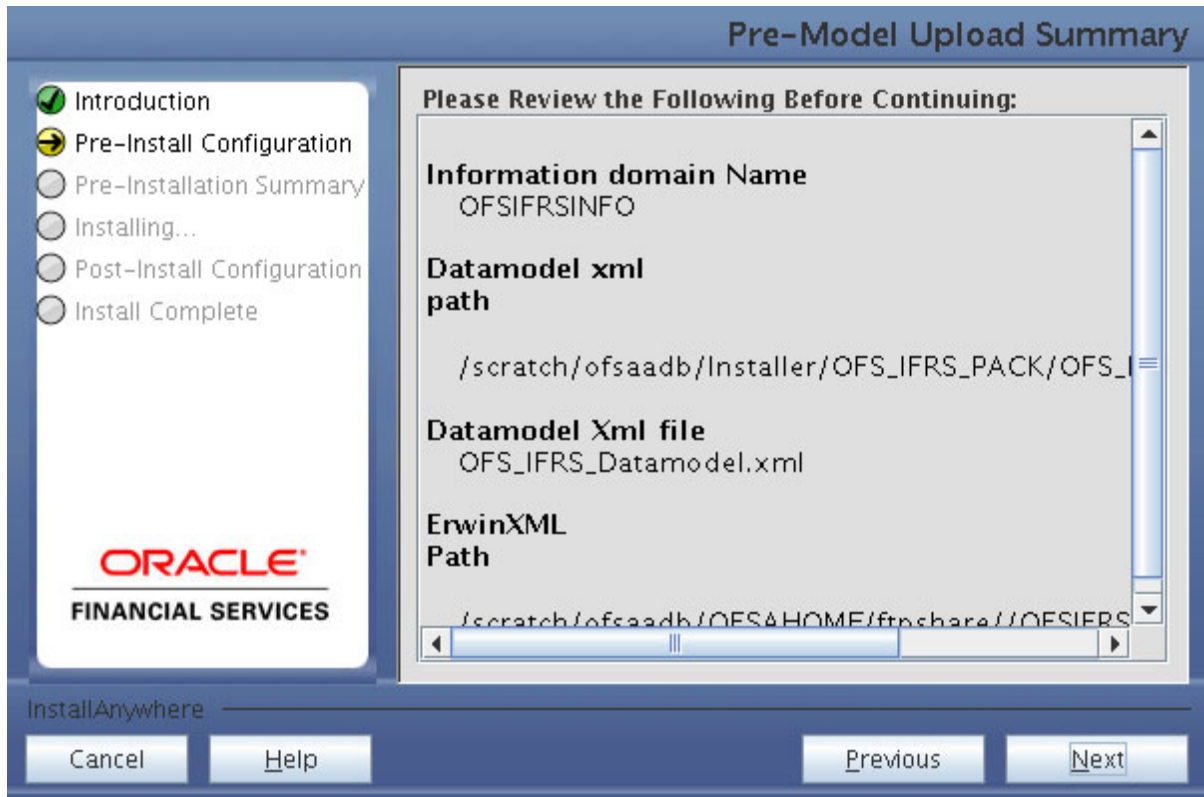 Pre-Model Upload Summary
Introduction
Pre-Install Configuration
Pre-Installation Summary
Installing...
Post-Install Configuration
Install Complete
ORACLE
FINANCIAL SERVICES
Please Review the Following Before Continuing:
Information domain Name
OFSIFRSINFO
Datamodel xml
path
/scratch/ofsaadb/Installer/OFS_IFRS_PACK/OFS_I
Datamodel Xml file
OFS_IFRS_Datamodel.xml
ErwinXML
Path
/scratch/ofsaadb/OFSAHOME/ftpshare//OFSIFRS
InstallAnywhere
Cancel
Help
Previous
Next